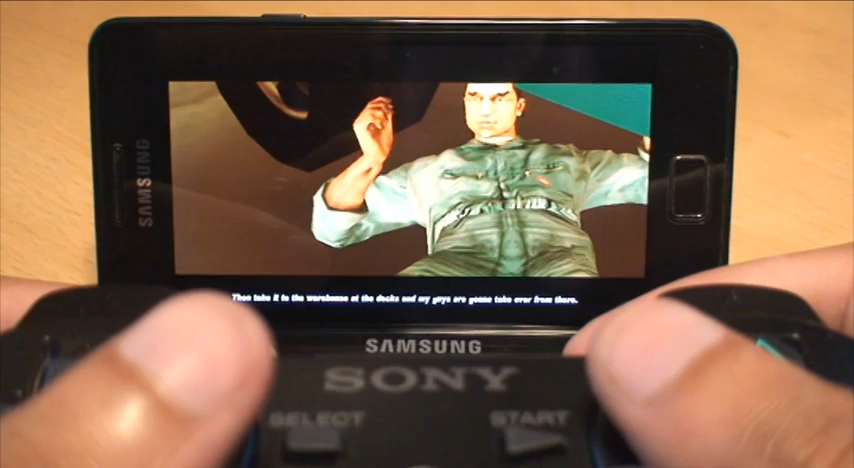 SAMSUNG
Then take it to the warehouse at the docks and my guys are gonna take over from there.
SAMSUNG
SONY
SELECT START